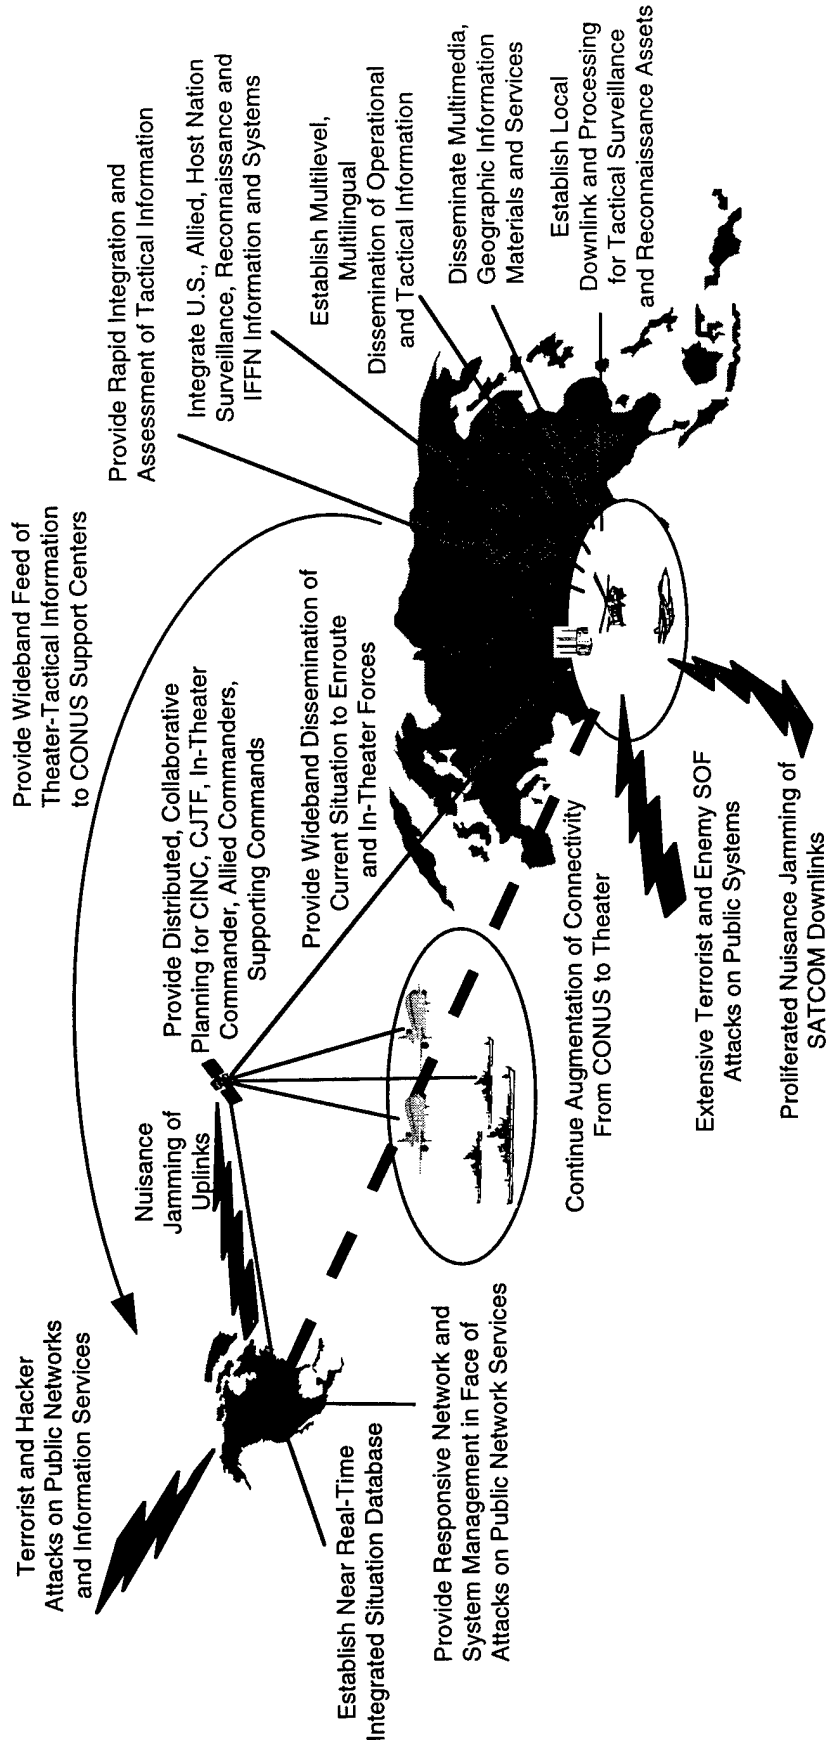 Terrorist and Hacker
Attacks on Public Networks
and Information Services
Provide Wideband Feed of
Theater-Tactical Information
to CONUS Support Centers
Provide Rapid Integration and
Assessment of Tactical Information
Integrate U.S., Allied, Host Nation
Surveillance, Reconnaissance and
IFFN Information and Systems
Establish Multilevel,
Multilingual
Dissemination of Operational
and Tactical Information
Disseminate Multimedia,
Geographic Information
Materials and Services
Establish Local
Downlink and Processing
for Tactical Surveillance
and Reconnaissance Assets
Nuisance
Jamming of
Uplinks
Provide Distributed, Collaborative
Planning for CINC, CJTF, In-Theater
Commander, Allied Commanders,
Supporting Commands
Provide Wideband Dissemination of
Current Situation to Enroute
and In-Theater Forces
Establish Near Real-Time
Integrated Situation Database
Provide Responsive Network and
System Management in Face of
Attacks on Public Network Services
Continue Augmentation of Connectivity
From CONUS to Theater
Extensive Terrorist and Enemy SOF
Attacks on Public Systems
Proliferated Nuisance Jamming of
SATCOM Downlinks